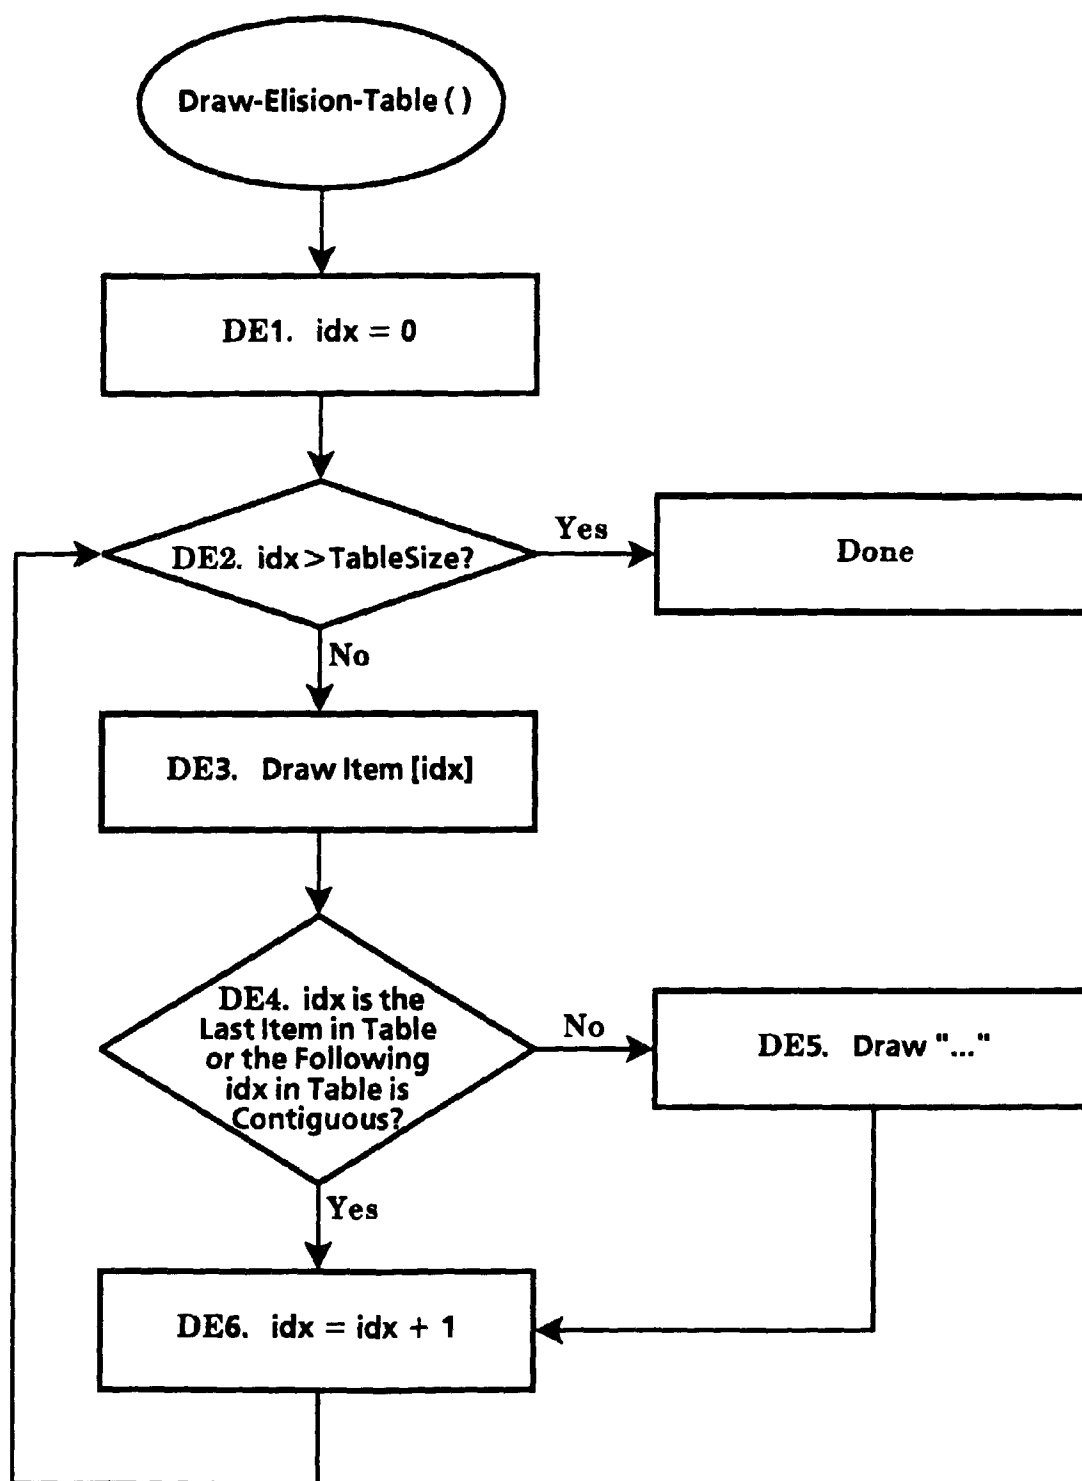 Draw-Elision-Table ( )
DE1. idx = 0
DE2. idx > TableSize?
Yes
Done
No
DE3. Draw Item [idx]
DE4. idx is the
Last Item in Table
or the Following
idx in Table is
Contiguous?
No
DE5. Draw "..."
Yes
DE6. idx = idx + 1